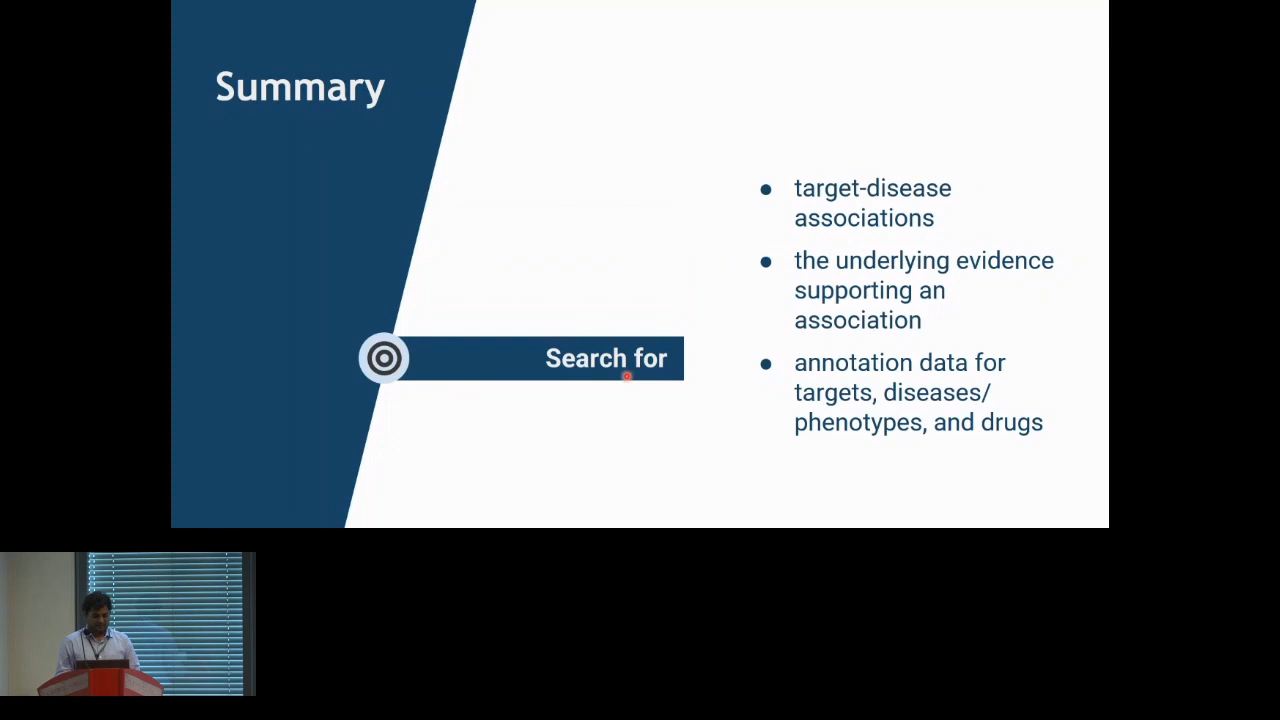 Summary
Search for
● target-disease
associations
● the underlying evidence
supporting an
association
● annotation data for
targets, diseases/
phenotypes, and drugs